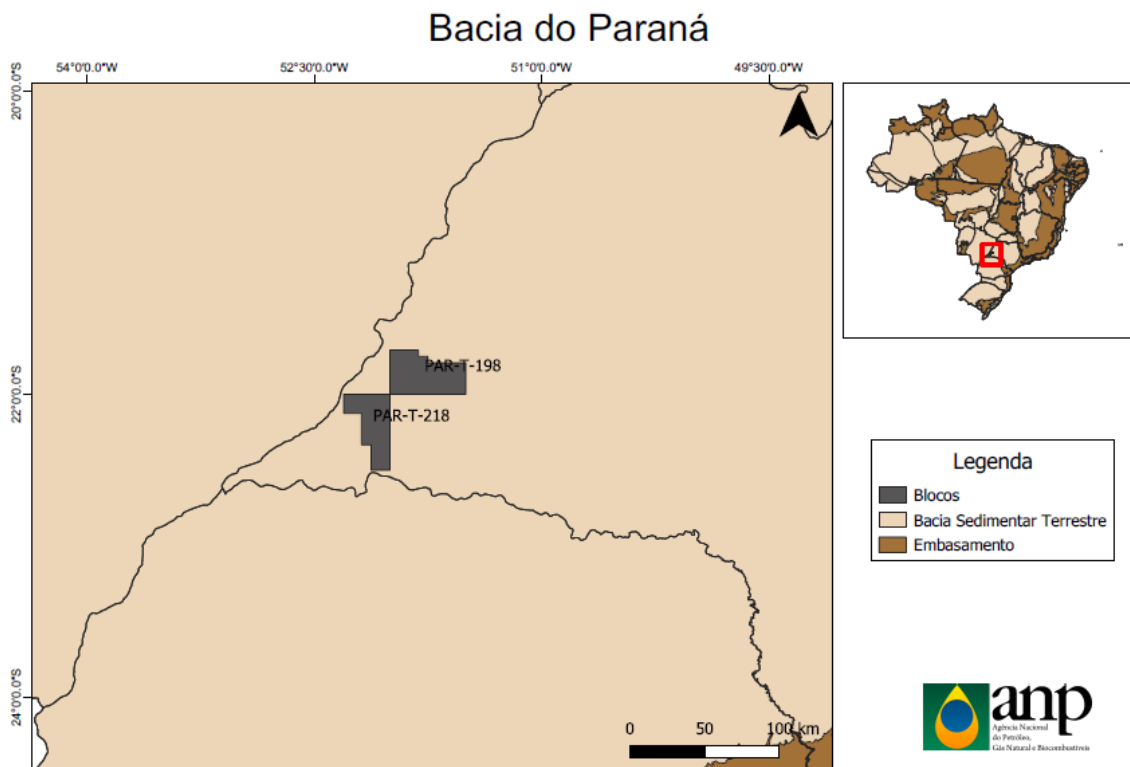 Bacia do Paraná
54°0'0.0"W 52°30'0.0"W 51°0'0.0"W 49°30'0.0"W
20°0'0.0"S
22°0'0.0"S
24°0'0.0"S
PAR-T-198
PAR-T-218
0 50 100 km
Legenda
Blocos
Bacia Sedimentar Terrestre
Embasamento
anp
Agência Nacional
do Petróleo,
Gás Natural e Biocombustíveis